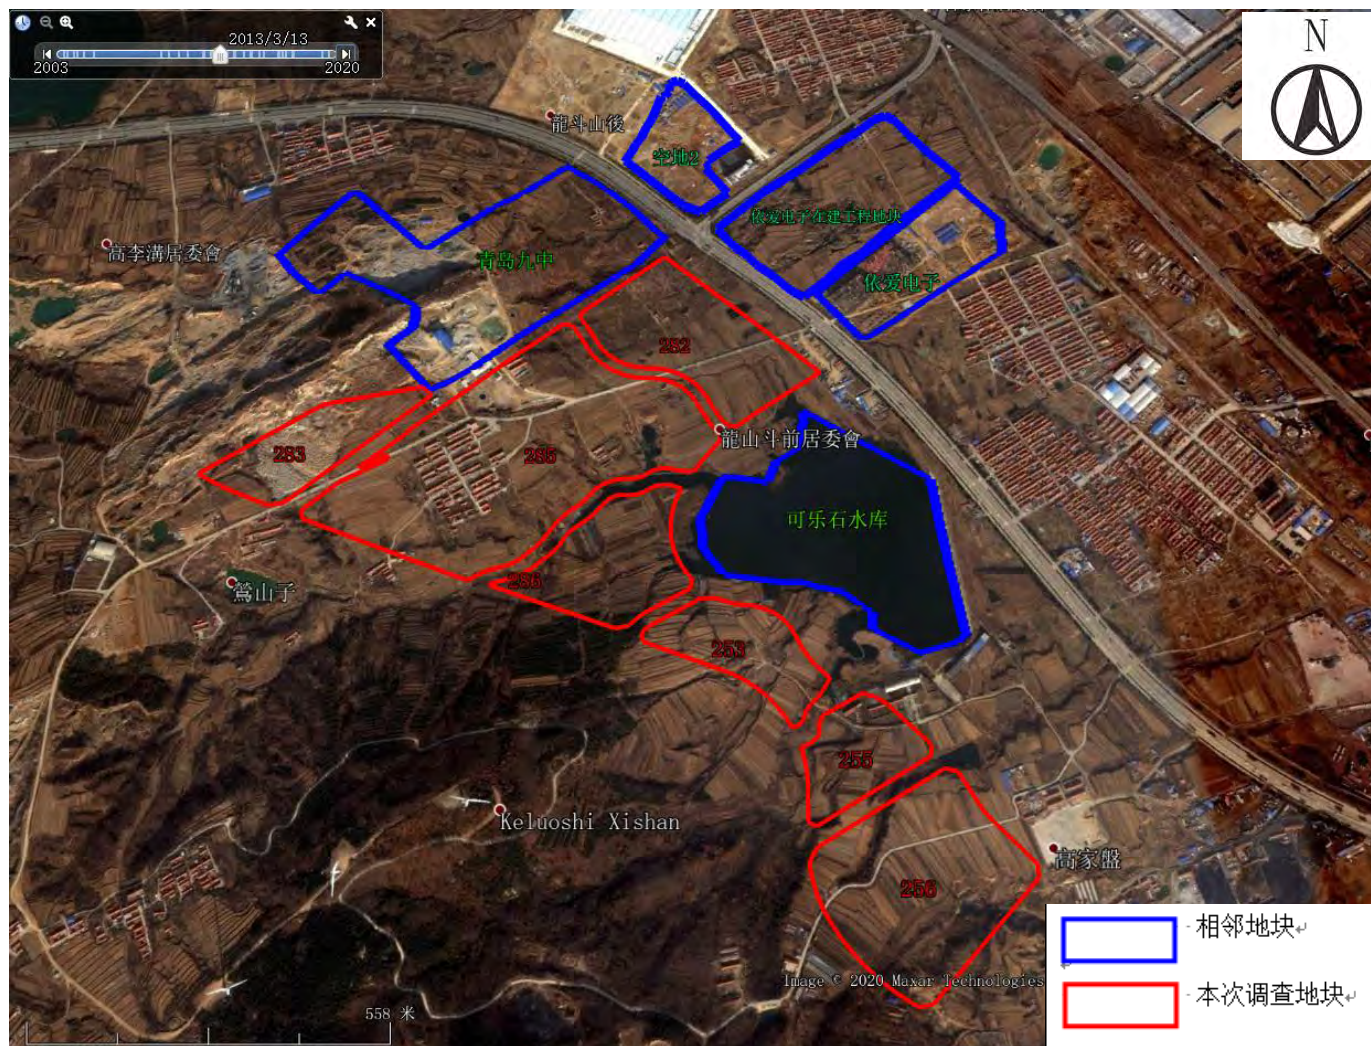 2013/3/13
2003
2020
N
龍斗山後
空地2
依爱电子在建工程地块
高李溝居委會
青岛九中
依爱电子
282
龍山斗前居委會
283
285
可乐石水库
286
鶯山子
253
255
Keluoshi Xishan
高家盤
256
相邻地块
Image © 2020 Maxar Technologies
本次调查地块
558 米